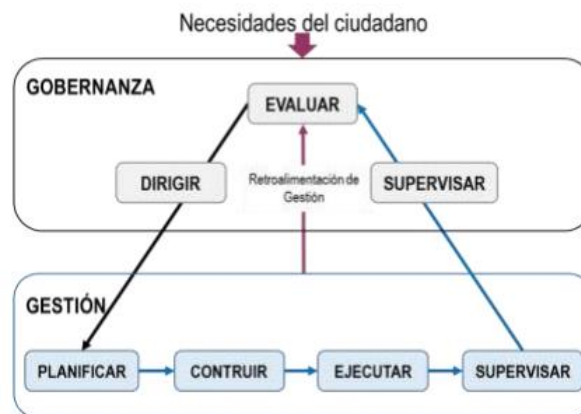 Necesidades del ciudadano
GOBERNANZA
EVALUAR
DIRIGIR
Retroalimentación de
Gestión
SUPERVISAR
GESTIÓN
PLANIFICAR
CONTRUIR
EJECUTAR
SUPERVISAR